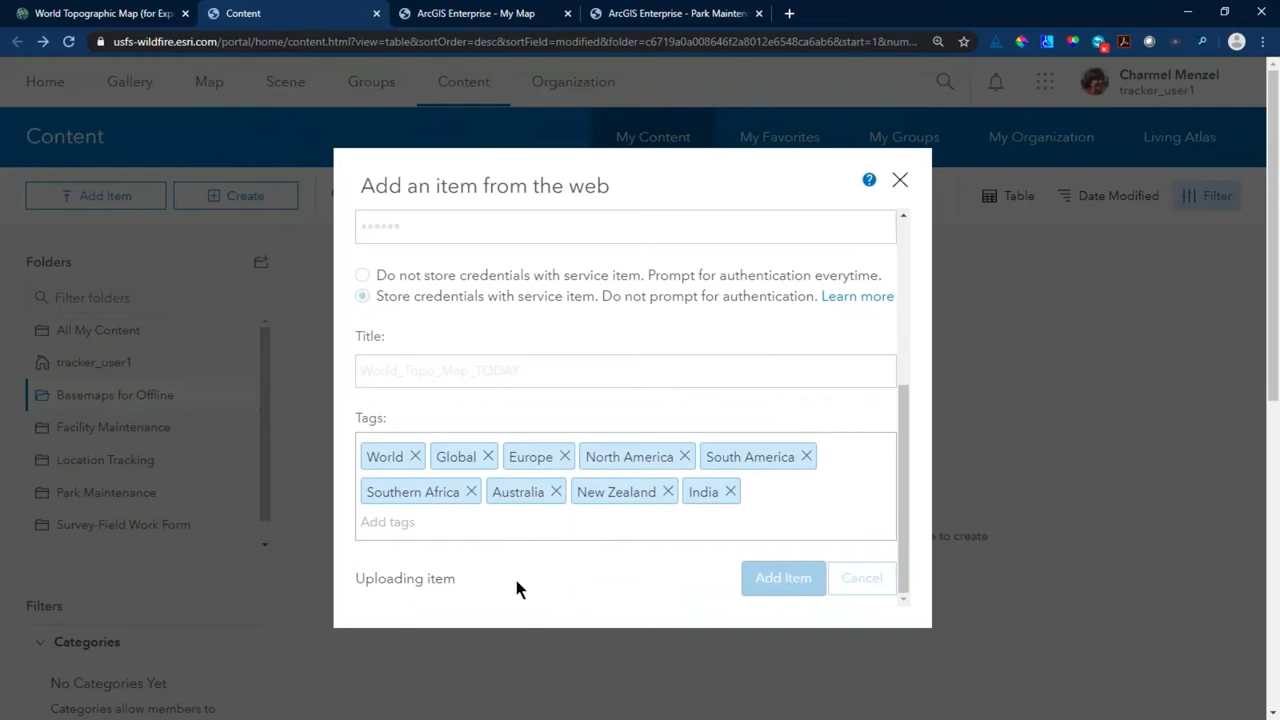 World Topographic Map (for Expo
Content
ArcGIS Enterprise - My Map
ArcGIS Enterprise - Park Mainten
usfs-wildfire.esri.com/portal/home/content.html?view=table&sortOrder=desc&sortField=modified&folder=c6719a0a008646f2a8012e6548ca6ab6&start=1&num...
Home Gallery Map Scene Groups Content Organization
Charmel Menzel
tracker_user1
Content
My Content My Favorites My Groups My Organization Living Atlas
Add Item Create
Table Date Modified Filter
Folders
Filter folders
All My Content
tracker_user1
Basemaps for Offline
Facility Maintenance
Location Tracking
Park Maintenance
Survey-Field Work Form
Filters
Categories
No Categories Yet
Categories allow members to
Add an item from the web
••••••
Do not store credentials with service item. Prompt for authentication everytime.
Store credentials with service item. Do not prompt for authentication. Learn more
Title:
World_Topo_Map_TODAY
Tags:
World Global Europe North America South America
Southern Africa Australia New Zealand India
Add tags
Uploading item
Add Item Cancel
e to create